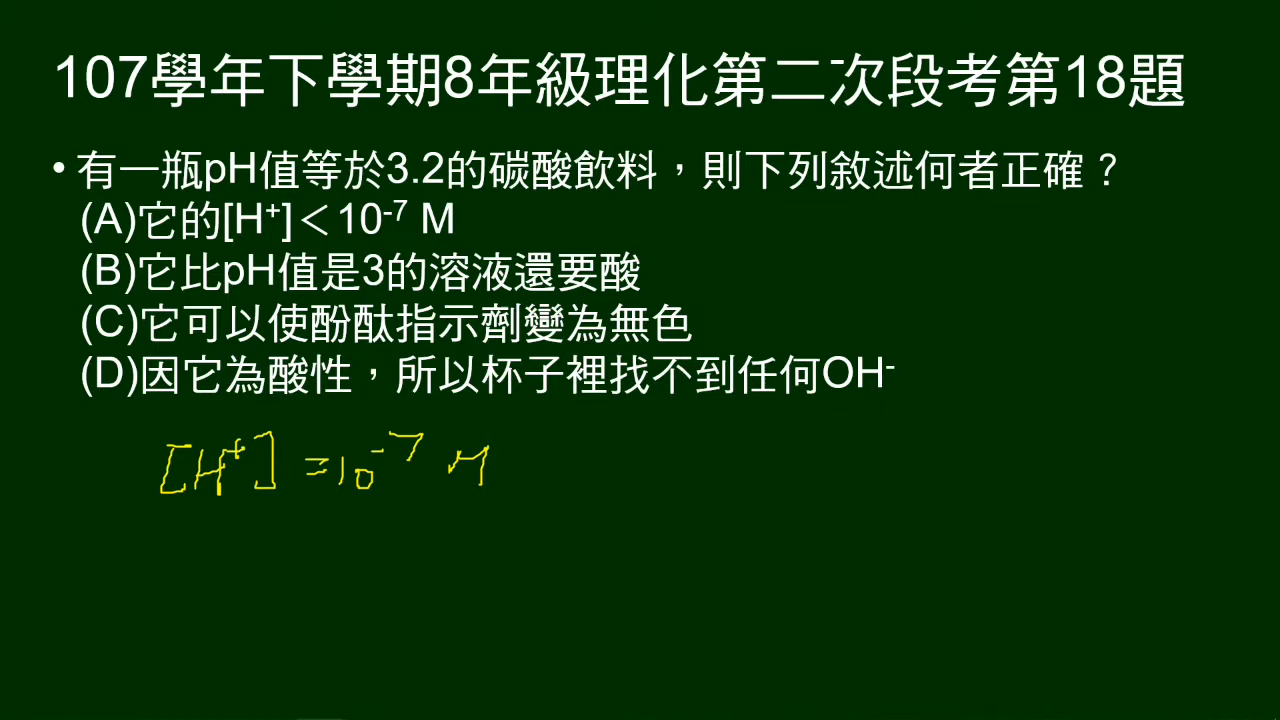 107學年下學期8年級理化第二次段考第18題
• 有一瓶pH值等於3.2的碳酸飲料，則下列敘述何者正確？
(A)它的[H⁺]＜10⁻⁷ M
(B)它比pH值是3的溶液還要酸
(C)它可以使酚酞指示劑變為無色
(D)因它為酸性，所以杯子裡找不到任何OH⁻
[H⁺] =10⁻⁷ M